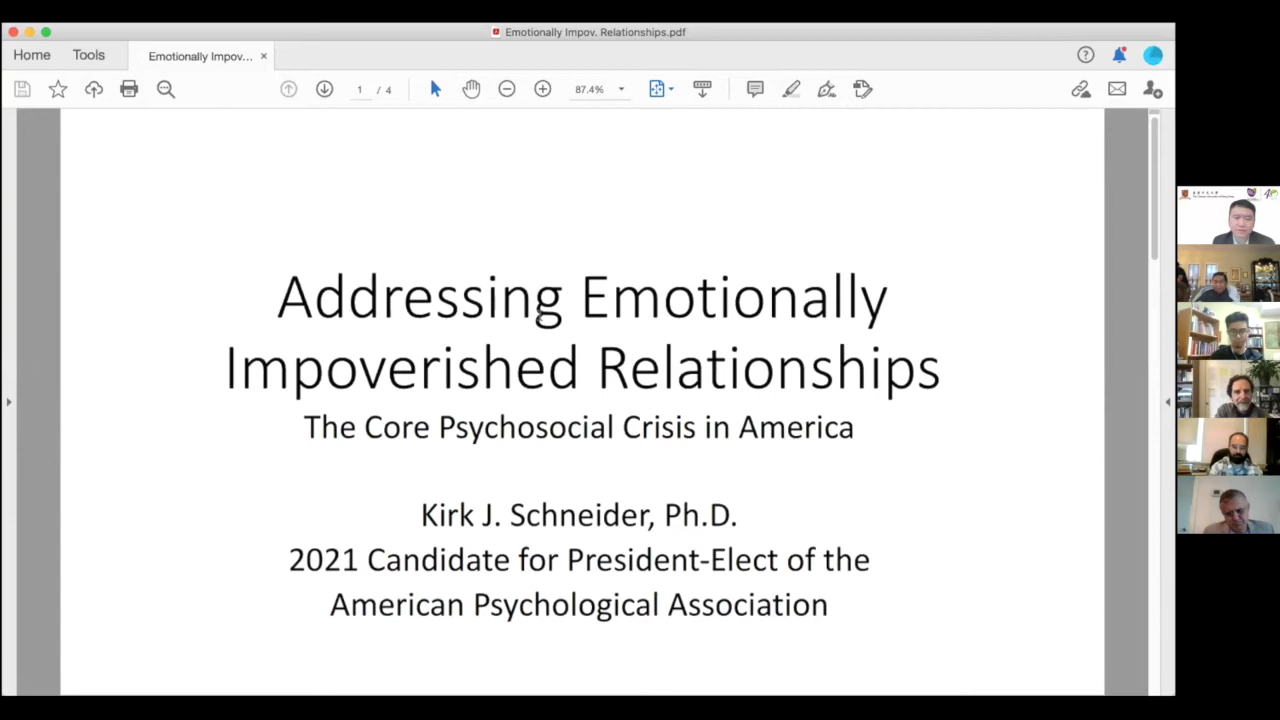 Emotionally Impov. Relationships.pdf
Home
Tools
Emotionally Impov...
1 / 4
87.4%
Addressing Emotionally
Impoverished Relationships
The Core Psychosocial Crisis in America
Kirk J. Schneider, Ph.D.
2021 Candidate for President-Elect of the
American Psychological Association